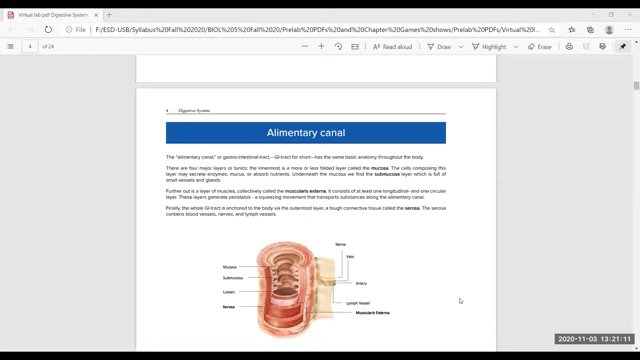 Virtual lab pdf Digestive System
File
F:/ESD-USB/Syllabus%20Fall%202020/BIOL%205%20Fall%202020/Prelab%20PDFs%20and%20Chapter%20Games%20shows/Prelab%20PDFs/Virtual%20l...
4 of 24
Read aloud
Draw
Highlight
Erase
4 Digestive System
Alimentary canal
The "alimentary canal, or gastro-intestinal-tract,—GI-tract for short—has the same basic anatomy throughout the body.
There are four major layers or tunics: the innermost is a more or less folded layer called the mucosa. The cells composing this
layer may secrete enzymes, mucus, or absorb nutrients. Underneath the mucosa we find the submucosa layer which is full of
small vessels and glands.
Further out is a layer of muscles, collectively called the muscularis externa. It consists of at least one longitudinal- and one circular
layer. These layers generate peristalsis - a squeezing movement that transports substances along the alimentary canal.
Finally, the whole GI-tract is anchored to the body via the outermost layer, a tough connective tissue called the serosa. The serosa
contains blood vessels, nerves, and lymph vessels.
Nerve
Vein
Mucosa
Submucosa
Artery
Lumen
Lymph Vessel
Serosa
Muscularis Externa
2020-11-03 13:21:11